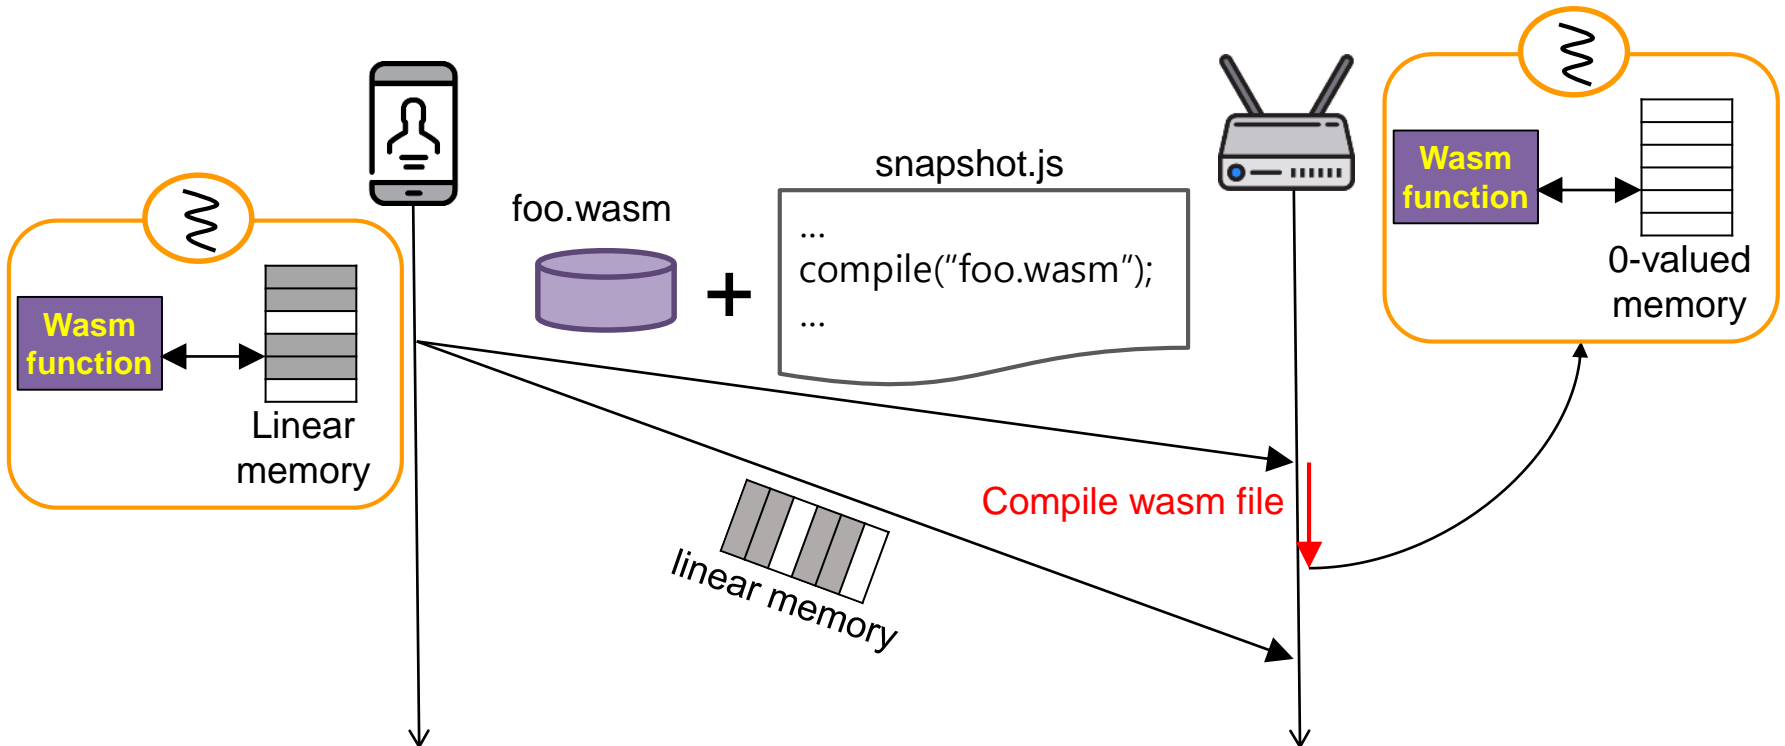 snapshot.js
foo.wasm
...
compile(“foo.wasm”);
...
Wasm
function
Linear
memory
Wasm
function
0-valued
memory
Compile wasm file
linear memory